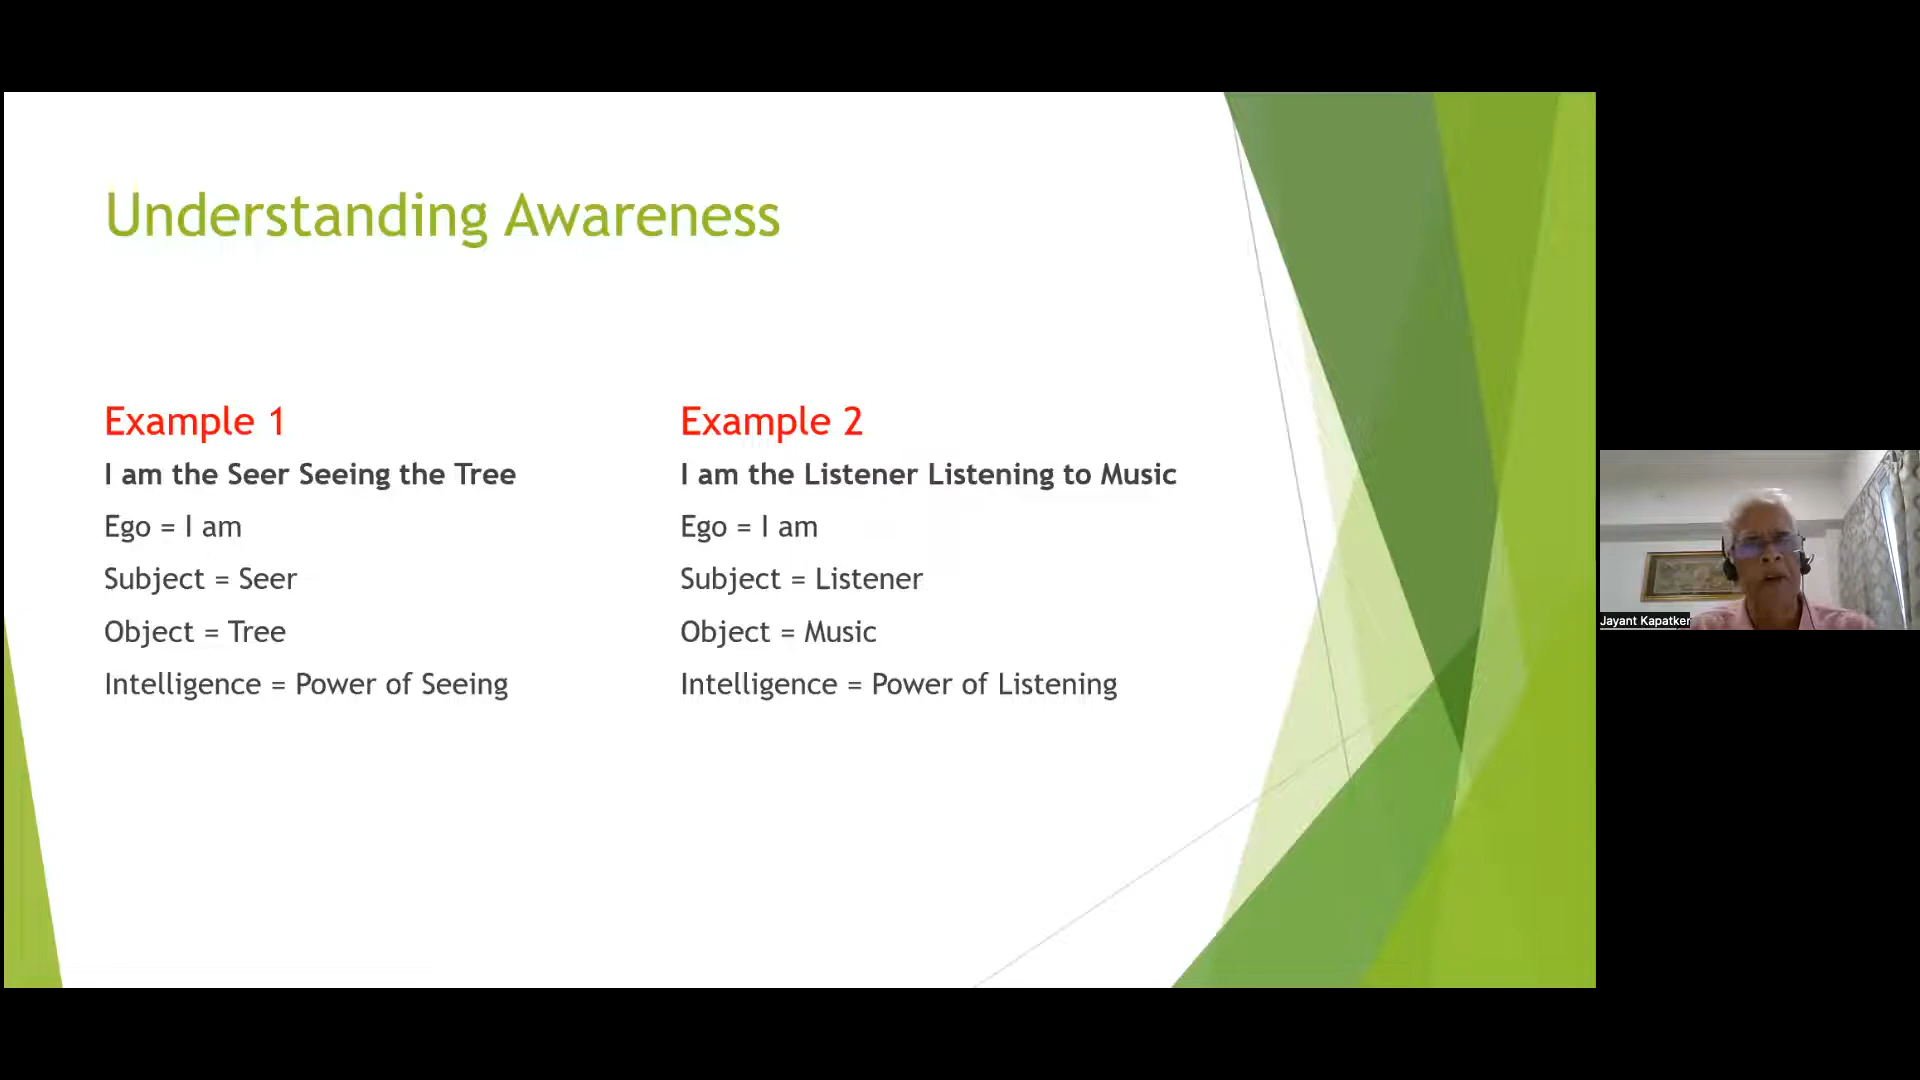 Understanding Awareness
Example 1
I am the Seer Seeing the Tree
Ego = I am
Subject = Seer
Object = Tree
Intelligence = Power of Seeing
Example 2
I am the Listener Listening to Music
Ego = I am
Subject = Listener
Object = Music
Intelligence = Power of Listening
Jayant Kapatker